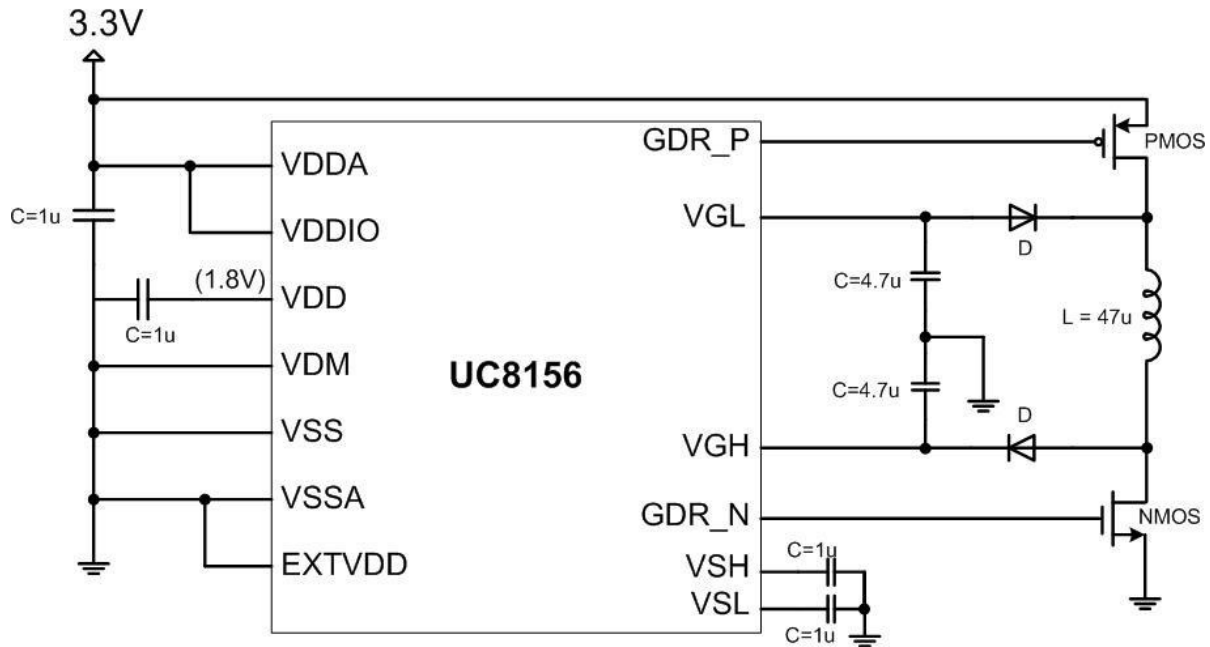 3.3V
GDR_P
PMOS
VDDA
C=1u
VGL
VDDIO
D
(1.8V)
C=4.7u
VDD
L = 47u
C=1u
VDM
UC8156
C=4.7u
D
VSS
VGH
VSSA
GDR_N
NMOS
C=1u
EXTVDD
VSH
VSL
C=1u